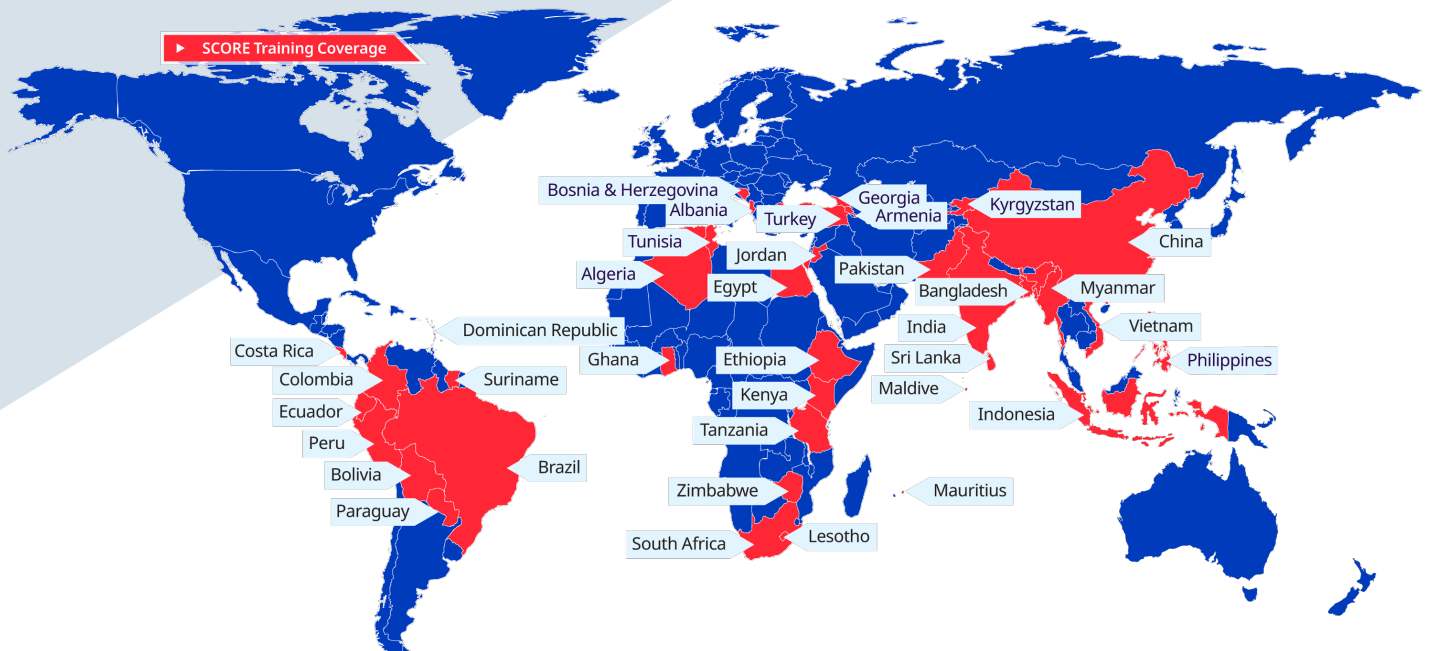 SCORE Training Coverage
Bosnia & Herzegovina
Georgia
Albania
Armenia
Kyrgyzstan
Turkey
Tunisia
China
Jordan
Pakistan
Algeria
Egypt
Bangladesh
Myanmar
Dominican Republic
India
Vietnam
Costa Rica
Ghana
Ethiopia
Sri Lanka
Philippines
Colombia
Suriname
Kenya
Maldive
Ecuador
Indonesia
Tanzania
Peru
Bolivia
Brazil
Zimbabwe
Mauritius
Paraguay
South Africa
Lesotho